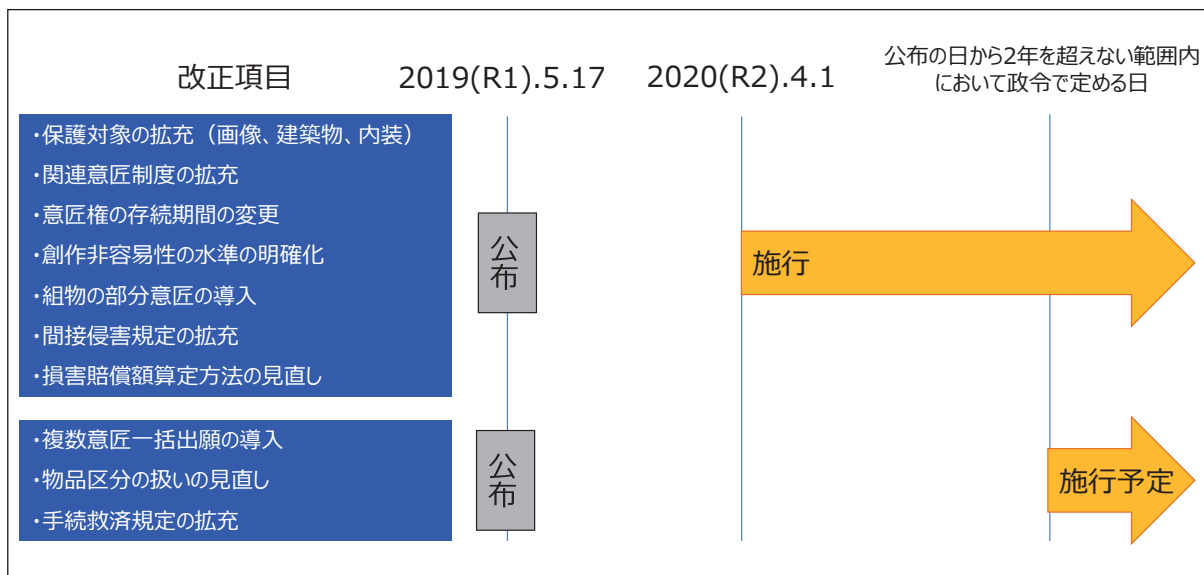 改正項目
2019(R1).5.17
2020(R2).4.1
公布の日から2年を超えない範囲内
において政令で定める日
・保護対象の拡充（画像、建築物、内装）
・関連意匠制度の拡充
・意匠権の存続期間の変更
・創作非容易性の水準の明確化
・組物の部分意匠の導入
・間接侵害規定の拡充
・損害賠償額算定方法の見直し
公布
施行
・複数意匠一括出願の導入
・物品区分の扱いの見直し
・手続救済規定の拡充
公布
施行予定